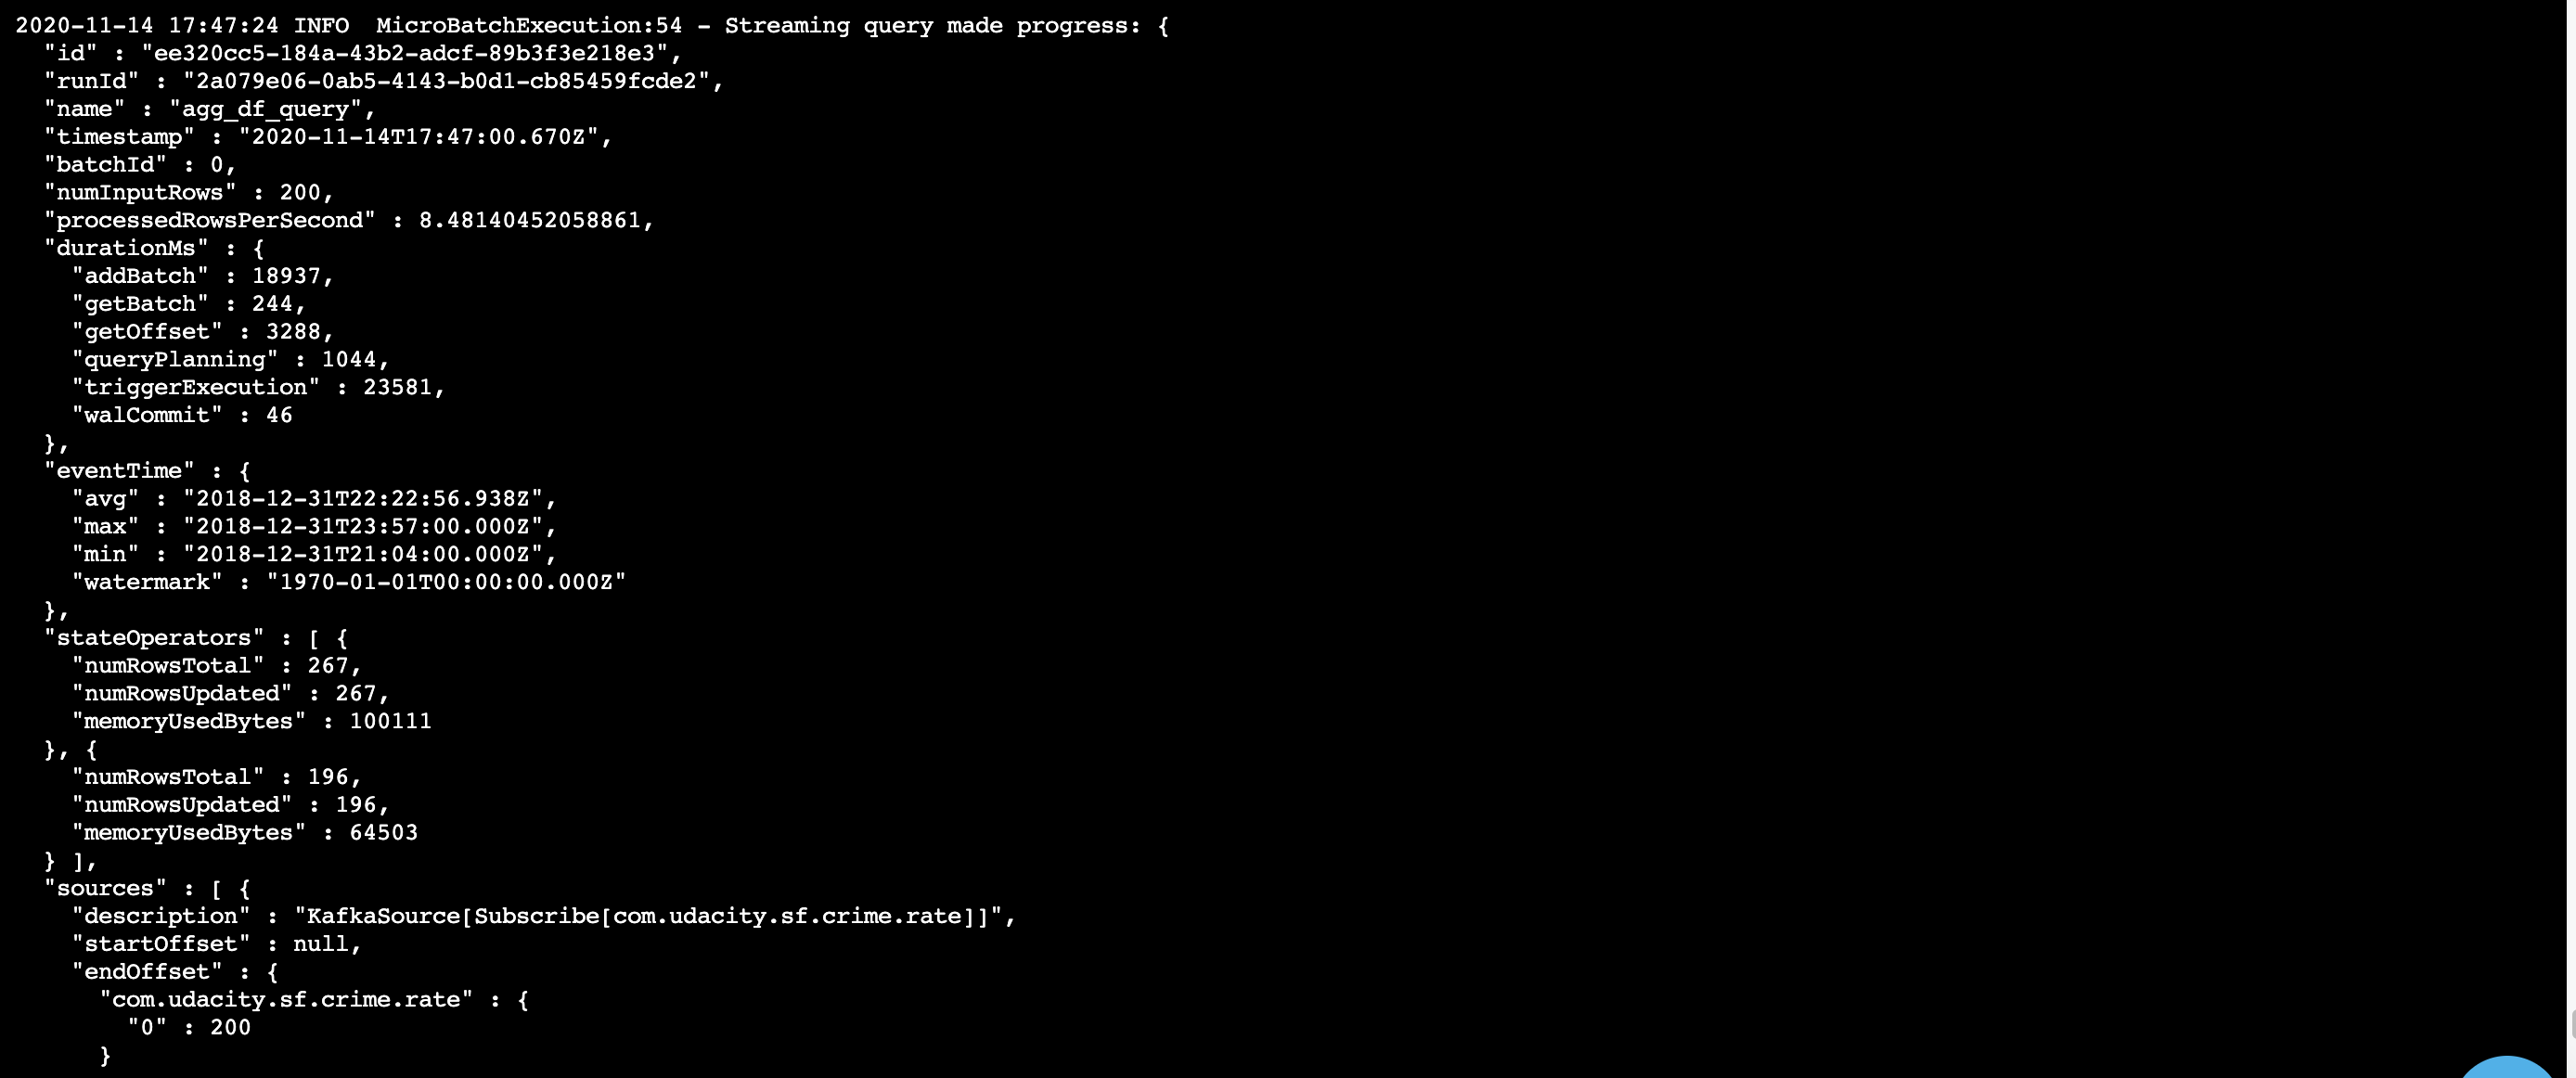 2020-11-14 17:47:24 INFO  MicroBatchExecution:54 - Streaming query made progress: {
  "id" : "ee320cc5-184a-43b2-adcf-89b3f3e218e3",
  "runId" : "2a079e06-0ab5-4143-b0d1-cb85459fcde2",
  "name" : "agg_df_query",
  "timestamp" : "2020-11-14T17:47:00.670Z",
  "batchId" : 0,
  "numInputRows" : 200,
  "processedRowsPerSecond" : 8.48140452058861,
  "durationMs" : {
    "addBatch" : 18937,
    "getBatch" : 244,
    "getOffset" : 3288,
    "queryPlanning" : 1044,
    "triggerExecution" : 23581,
    "walCommit" : 46
  },
  "eventTime" : {
    "avg" : "2018-12-31T22:22:56.938Z",
    "max" : "2018-12-31T23:57:00.000Z",
    "min" : "2018-12-31T21:04:00.000Z",
    "watermark" : "1970-01-01T00:00:00.000Z"
  },
  "stateOperators" : [ {
    "numRowsTotal" : 267,
    "numRowsUpdated" : 267,
    "memoryUsedBytes" : 100111
  }, {
    "numRowsTotal" : 196,
    "numRowsUpdated" : 196,
    "memoryUsedBytes" : 64503
  } ],
  "sources" : [ {
    "description" : "KafkaSource[Subscribe[com.udacity.sf.crime.rate]]",
    "startOffset" : null,
    "endOffset" : {
      "com.udacity.sf.crime.rate" : {
        "0" : 200
      }